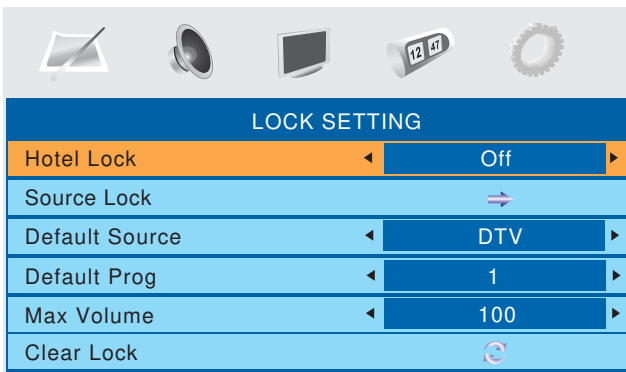 12 47
LOCK SETTING
Hotel Lock Off
Source Lock
Default Source DTV
Default Prog 1
Max Volume 100
Clear Lock